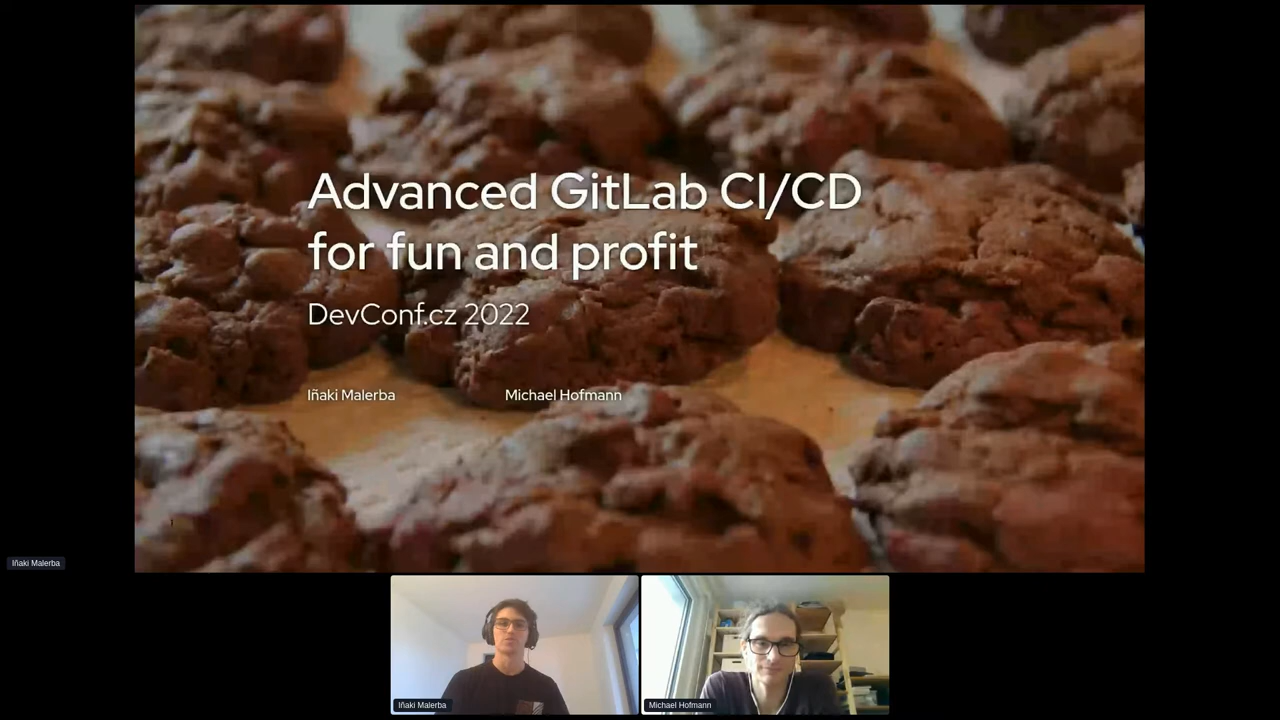 Advanced GitLab CI/CD
for fun and profit
DevConf.cz 2022
Iñaki Malerba
Michael Hofmann
Iñaki Malerba
Iñaki Malerba
Michael Hofmann